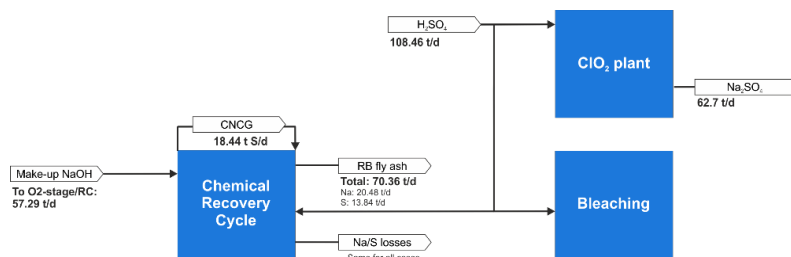 H₂SO₄
108.46 t/d
ClO₂ plant
Na₂SO₄
62.7 t/d
CNCG
18.44 t S/d
Make-up NaOH
To O2-stage/RC:
57.29 t/d
Chemical
Recovery
Cycle
RB fly ash
Total: 70.36 t/d
Na: 20.48 t/d
S: 13.84 t/d
Bleaching
Na/S losses